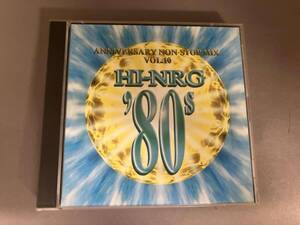 ANNIVERSARY NON-STOP MIX
VOL.10
HI-NRG
'80s